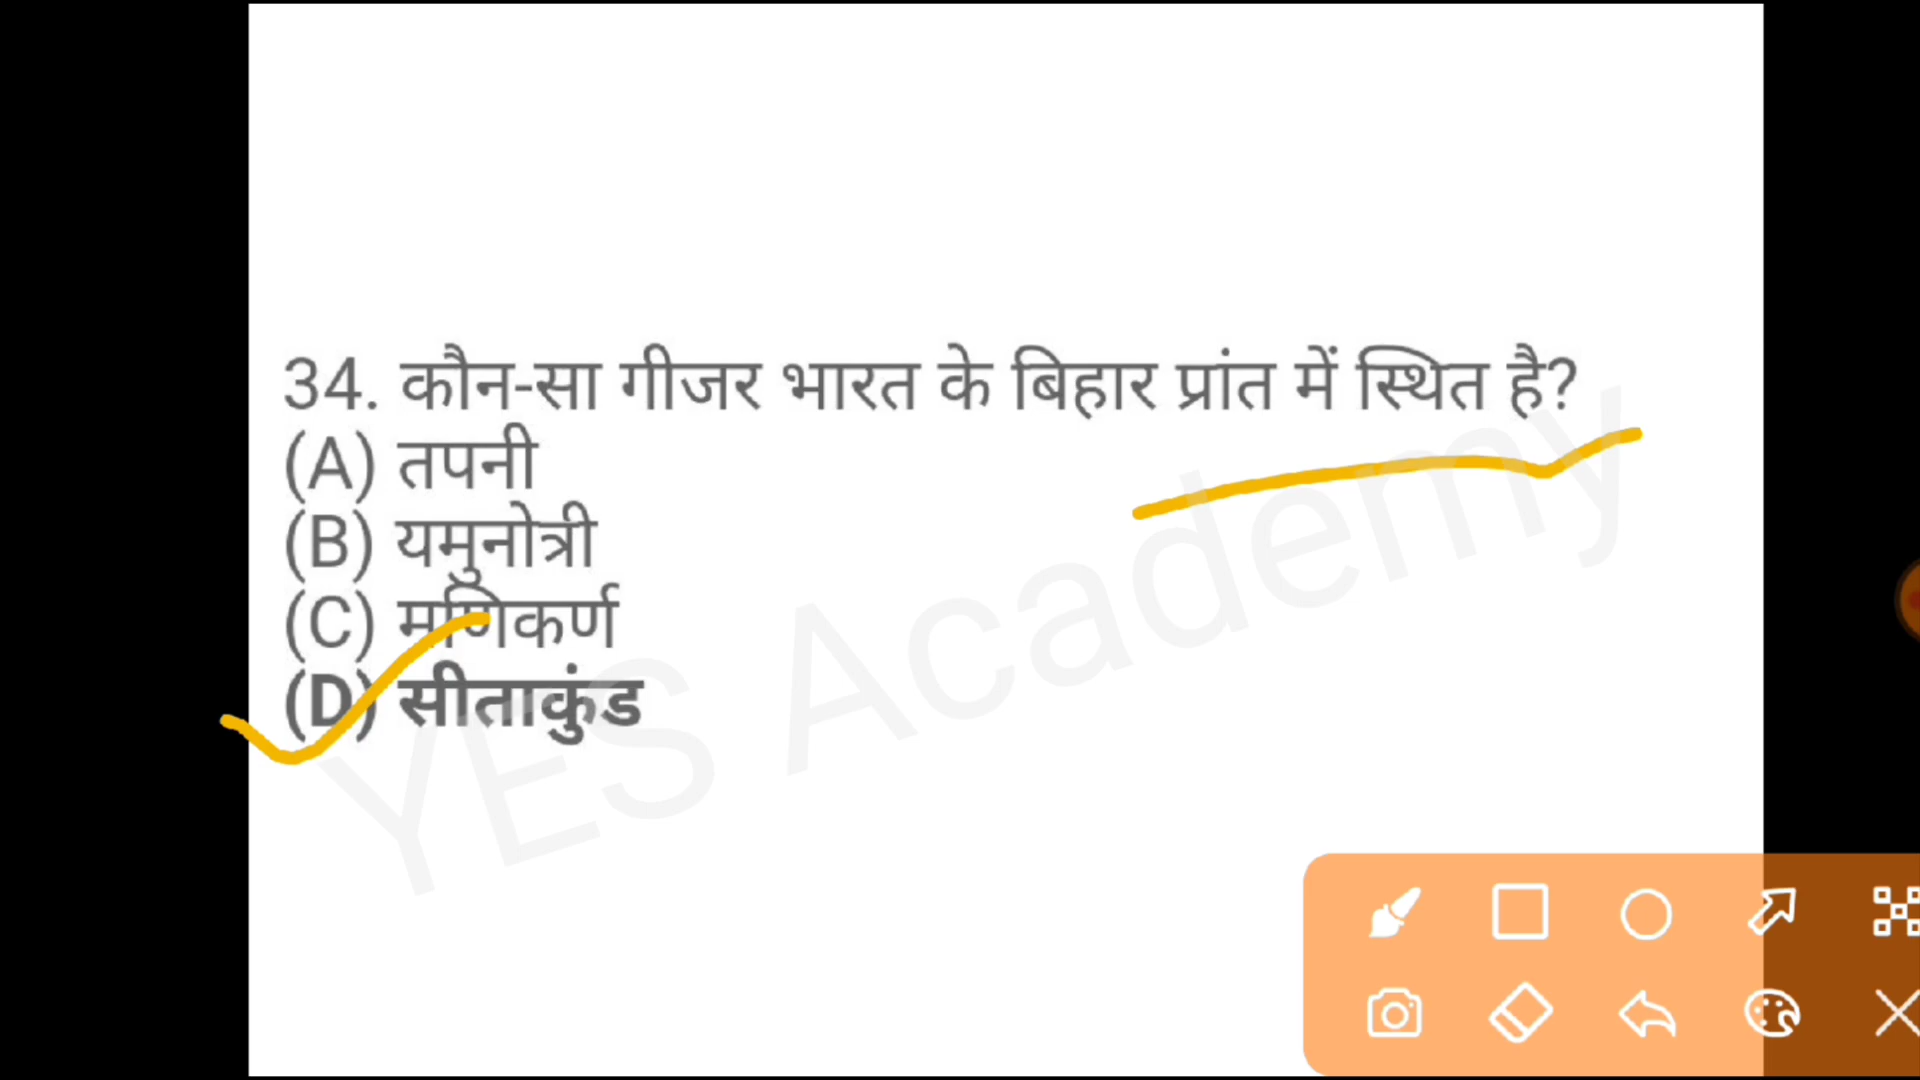 34. कौन-सा गीजर भारत के बिहार प्रांत में स्थित है?
(A) तपनी
(B) यमुनोत्री
(C) मणिकर्ण
(D) सीताकुंड
YES Academy